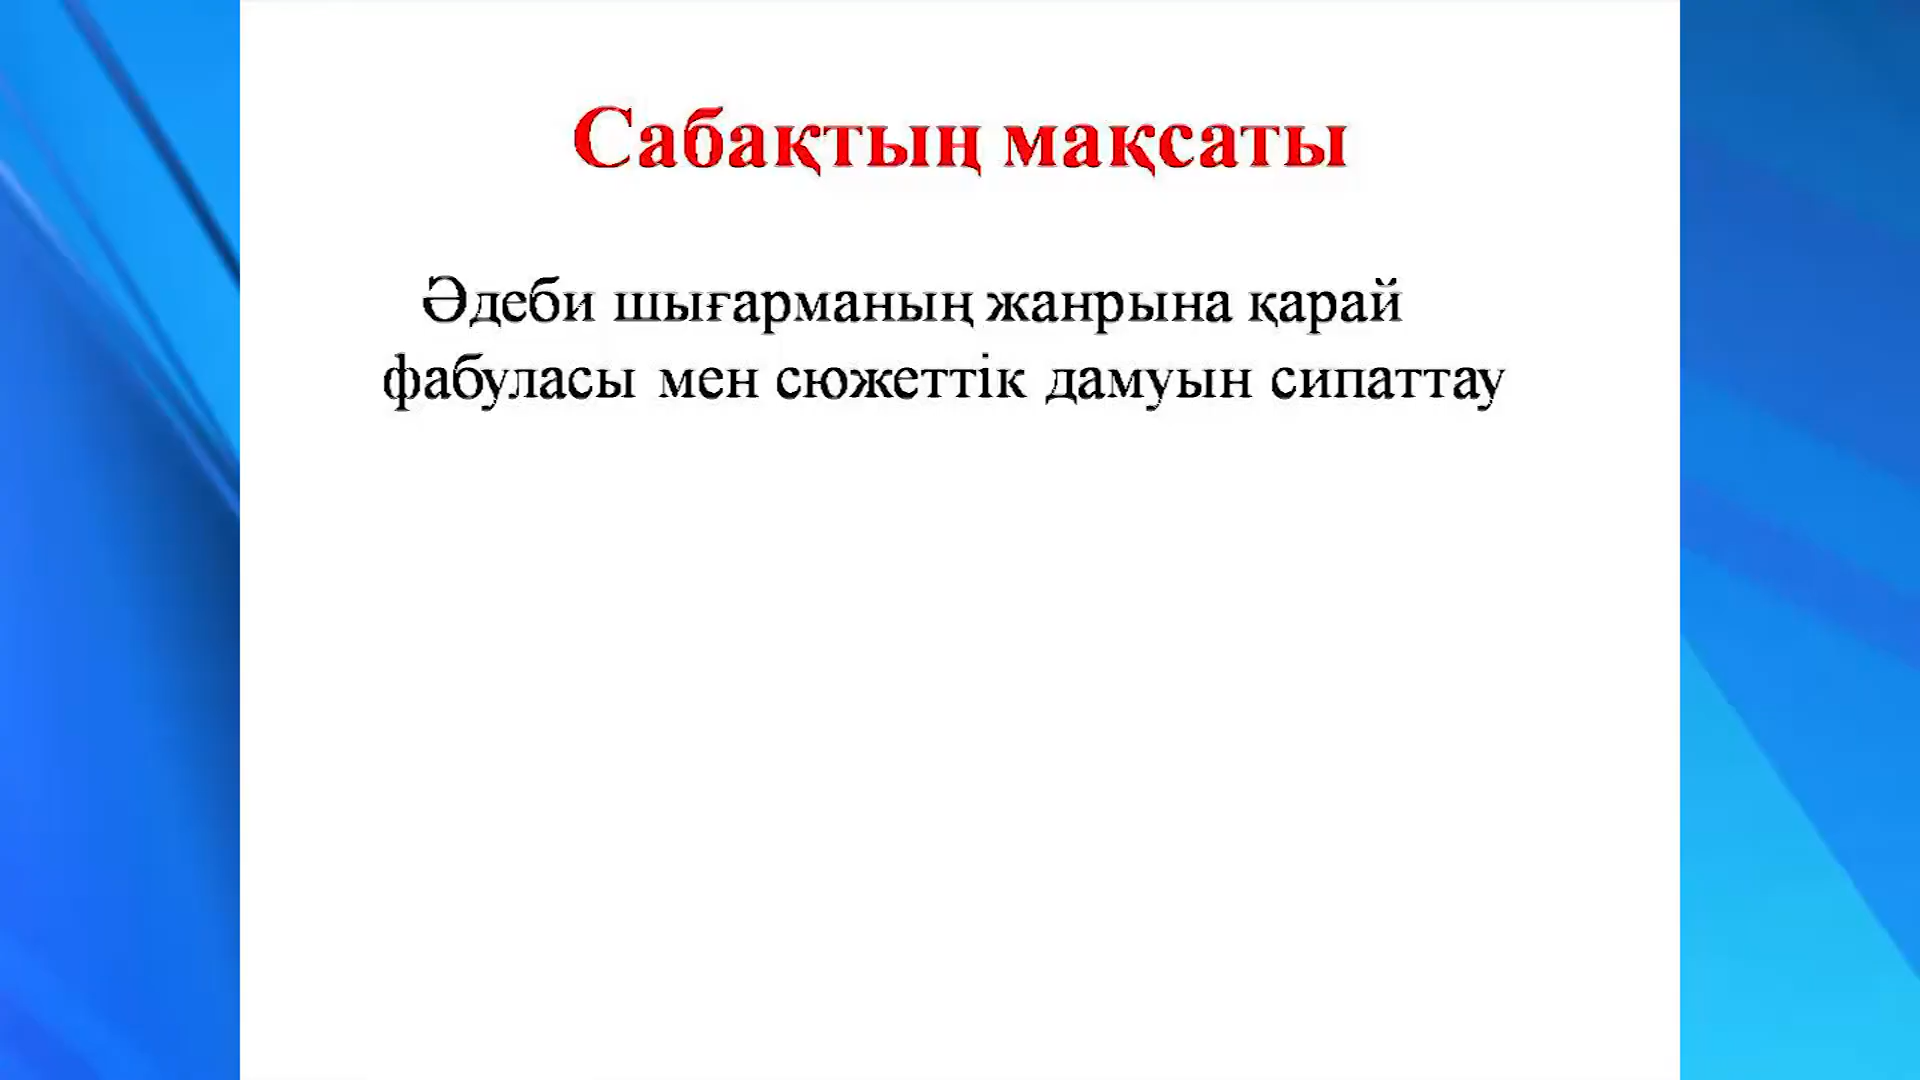 Сабақтың мақсаты
Әдеби шығарманың жанрына қарай
фабуласы мен сюжеттік дамуын сипаттау